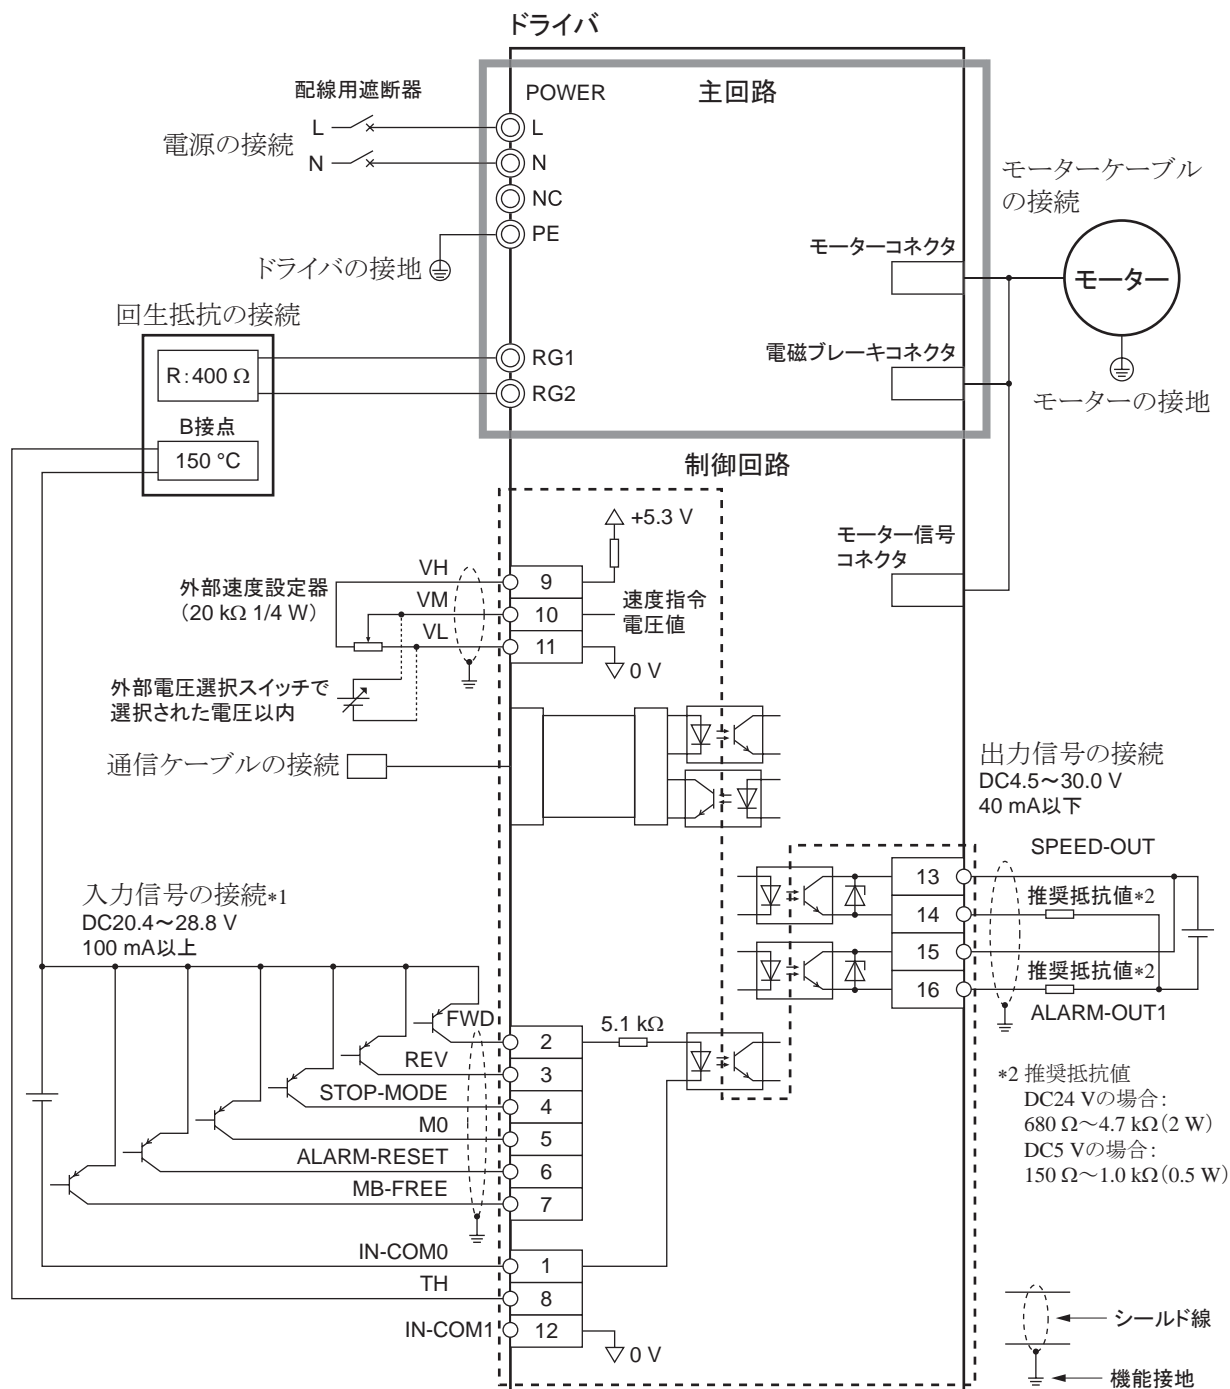 ドライバ
配線用遮断器
POWER
主回路
L
L
電源の接続
N
N
NC
PE
ドライバの接地
モーターケーブル
の接続
モーターコネクタ
モーター
回生抵抗の接続
RG1
R:400 Ω
RG2
電磁ブレーキコネクタ
モーターの接地
B接点
150 °C
制御回路
+5.3 V
モーター信号
コネクタ
外部速度設定器
(20 kΩ 1/4 W)
VH
9
VM
10
速度指令
電圧値
VL
11
0 V
外部電圧選択スイッチで
選択された電圧以内
通信ケーブルの接続
出力信号の接続
DC4.5~30.0 V
40 mA以下
SPEED-OUT
13
推奨抵抗値*2
14
15
推奨抵抗値*2
16
ALARM-OUT1
入力信号の接続*1
DC20.4~28.8 V
100 mA以上
FWD
2
5.1 kΩ
REV
3
STOP-MODE
4
M0
5
ALARM-RESET
6
MB-FREE
7
*2 推奨抵抗値
DC24 Vの場合:
680 Ω~4.7 kΩ(2 W)
DC5 Vの場合:
150 Ω~1.0 kΩ(0.5 W)
IN-COM0
1
TH
8
IN-COM1
12
0 V
シールド線
機能接地